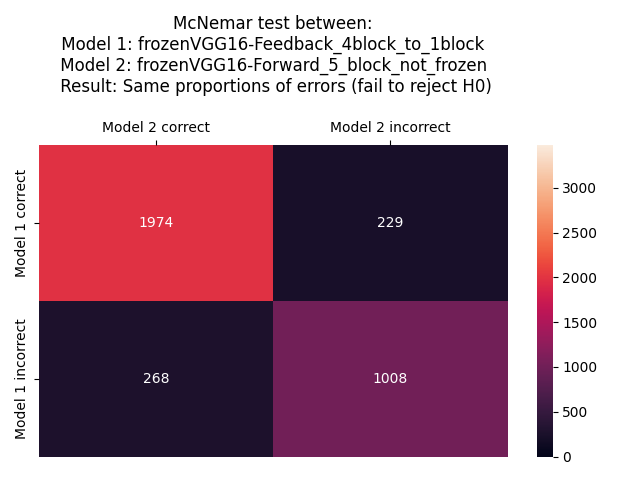 McNemar test between:
Model 1: frozenVGG16-Feedback_4block_to_1block
Model 2: frozenVGG16-Forward_5_block_not_frozen
Result: Same proportions of errors (fail to reject H0)
Model 2 correct
Model 2 incorrect
Model 1 correct
1974
229
Model 1 incorrect
268
1008
3000
2500
2000
1500
1000
500
0